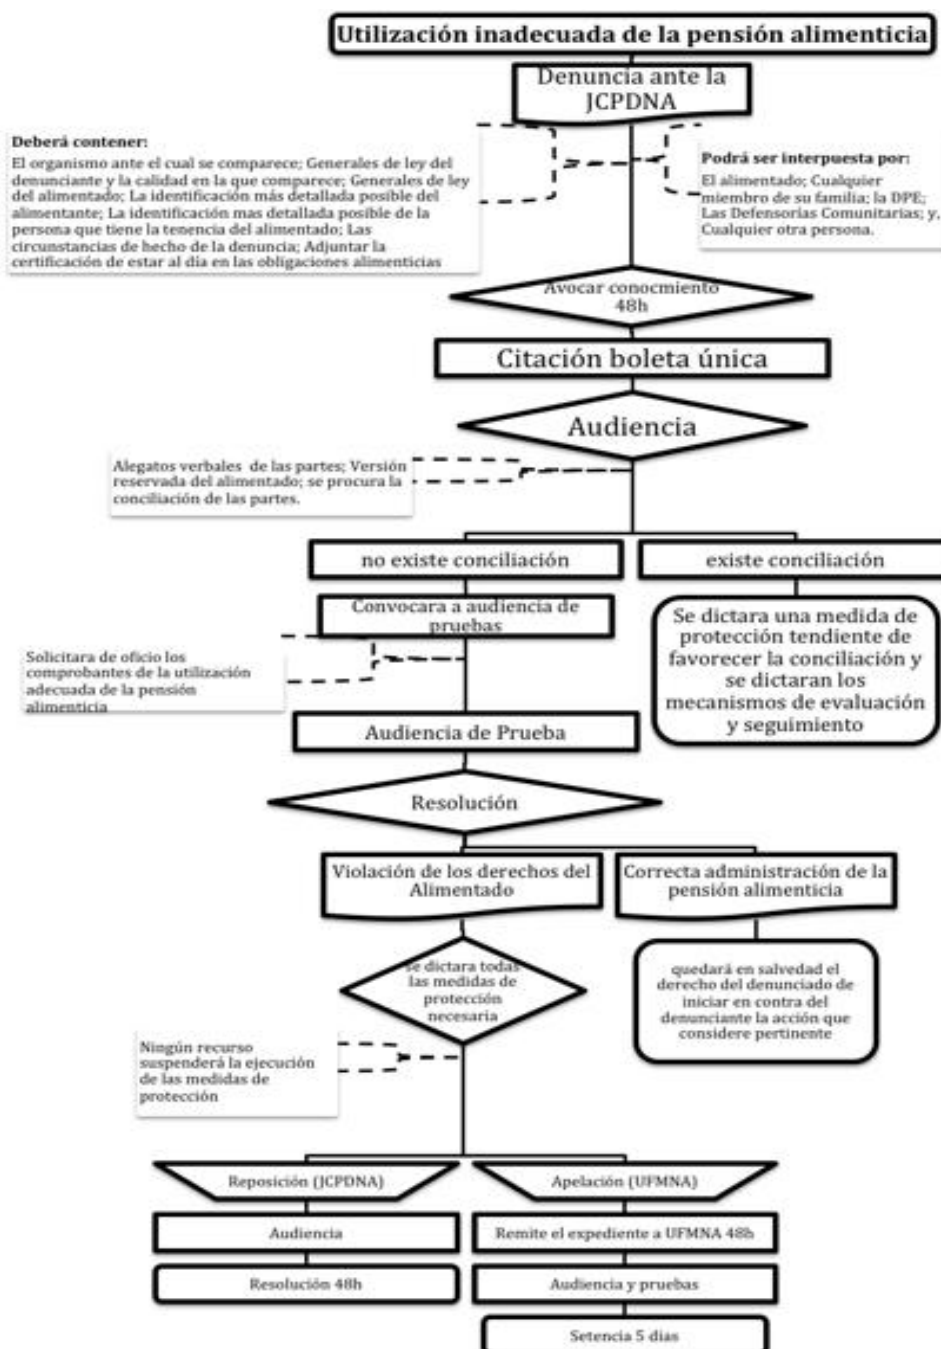 Utilización inadecuada de la pensión alimenticia
Denuncia ante la
JCPDNA
Deberá contener:
El organismo ante el cual se comparece; Generales de ley del
denunciante y la calidad en la que comparece; Generales de ley
del alimentado; La identificación más detallada posible del
alimentante; La identificación mas detallada posible de la
persona que tiene la tenencia del alimentado; Las
circunstancias de hecho de la denuncia; Adjuntar la
certificación de estar al día en las obligaciones alimenticias
Podrá ser interpuesta por:
El alimentado; Cualquier
miembro de su familia; la DPE;
Las Defensorías Comunitarias; y,
Cualquier otra persona.
Avocar conocmiento
48h
Citación boleta única
Audiencia
Alegatos verbales de las partes; Versión
reservada del alimentado; se procura la
conciliación de las partes.
no existe conciliación
existe conciliación
Convocara a audiencia de
pruebas
Se dictara una medida de
protección tendiente de
favorecer la conciliación y
se dictaran los
mecanismos de evaluación
y seguimiento
Solicitara de oficio los
comprobantes de la utilización
adecuada de la pensión
alimenticia
Audiencia de Prueba
Resolución
Violación de los derechos del
Alimentado
Correcta administración de la
pensión alimenticia
se dictara todas
las medidas de
protección
necesaria
quedará en salvedad el
derecho del denunciado de
iniciar en contra del
denunciante la acción que
considere pertinente
Ningún recurso
suspenderá la ejecución
de las medidas de
protección
Reposición (JCPDNA)
Apelación (UFMNA)
Audiencia
Remite el expediente a UFMNA 48h
Resolución 48h
Audiencia y pruebas
Setencia 5 dias